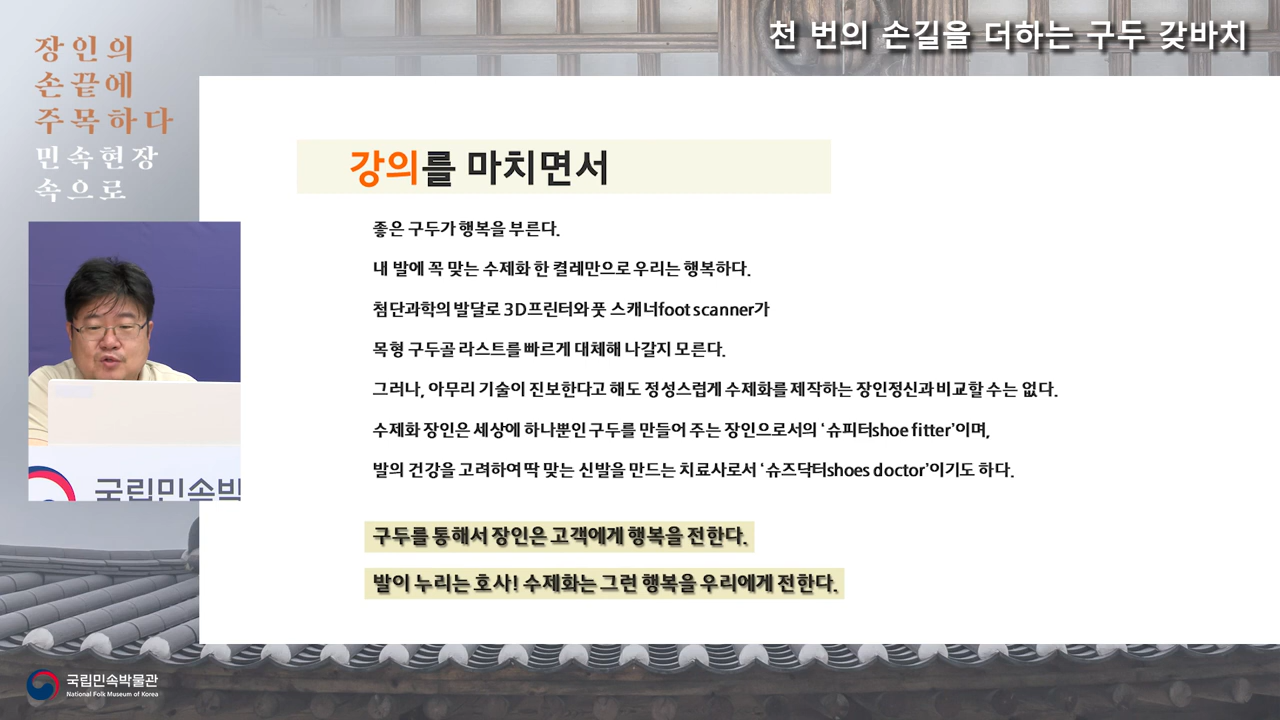 천 번의 손길을 더하는 구두 갖바치
장인의
손끝에
주목하다
민속현장
속으로
강의를 마치면서
좋은 구두가 행복을 부른다.
내 발에 꼭 맞는 수제화 한 켤레만으로 우리는 행복하다.
첨단과학의 발달로 3D프린터와 풋 스캐너foot scanner가
목형 구두골 라스트를 빠르게 대체해 나갈지 모른다.
그러나, 아무리 기술이 진보한다고 해도 정성스럽게 수제화를 제작하는 장인정신과 비교할 수는 없다.
수제화 장인은 세상에 하나뿐인 구두를 만들어 주는 장인으로서의 ‘슈피터shoe fitter’이며,
발의 건강을 고려하여 딱 맞는 신발을 만드는 치료사로서 ‘슈즈닥터shoes doctor’이기도 하다.
구두를 통해서 장인은 고객에게 행복을 전한다.
발이 누리는 호사! 수제화는 그런 행복을 우리에게 전한다.
국립민속박
국립민속박물관
National Folk Museum of Korea